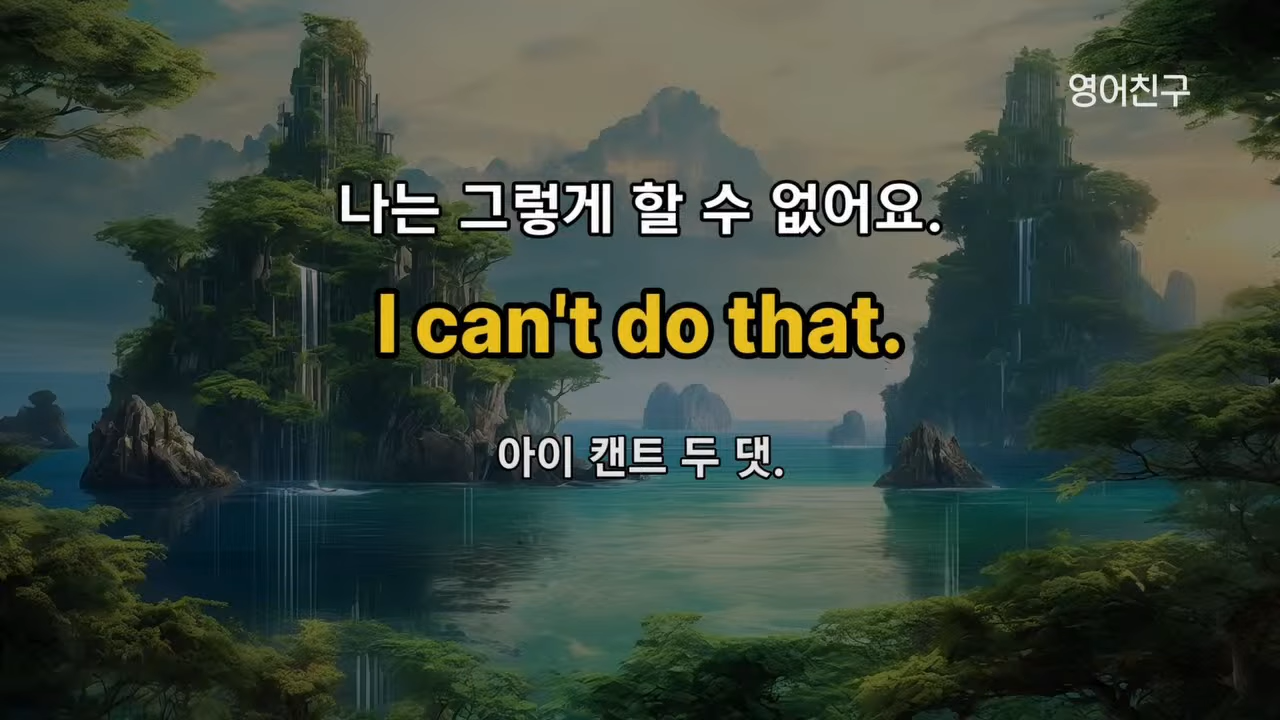 영어친구
나는 그렇게 할 수 없어요.
I can't do that.
아이 캔트 두 댓.